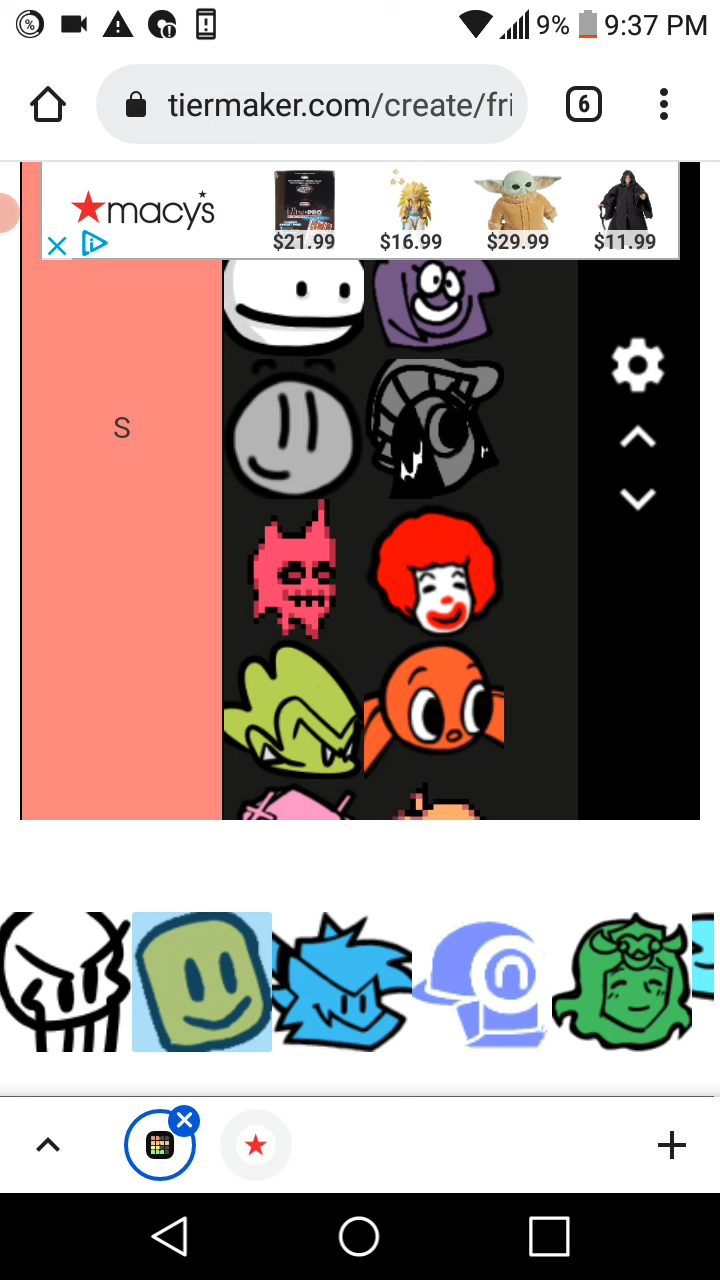 9% 9:37 PM
tiermaker.com/create/fri
6
macy's
$21.99 $16.99 $29.99 $11.99
S